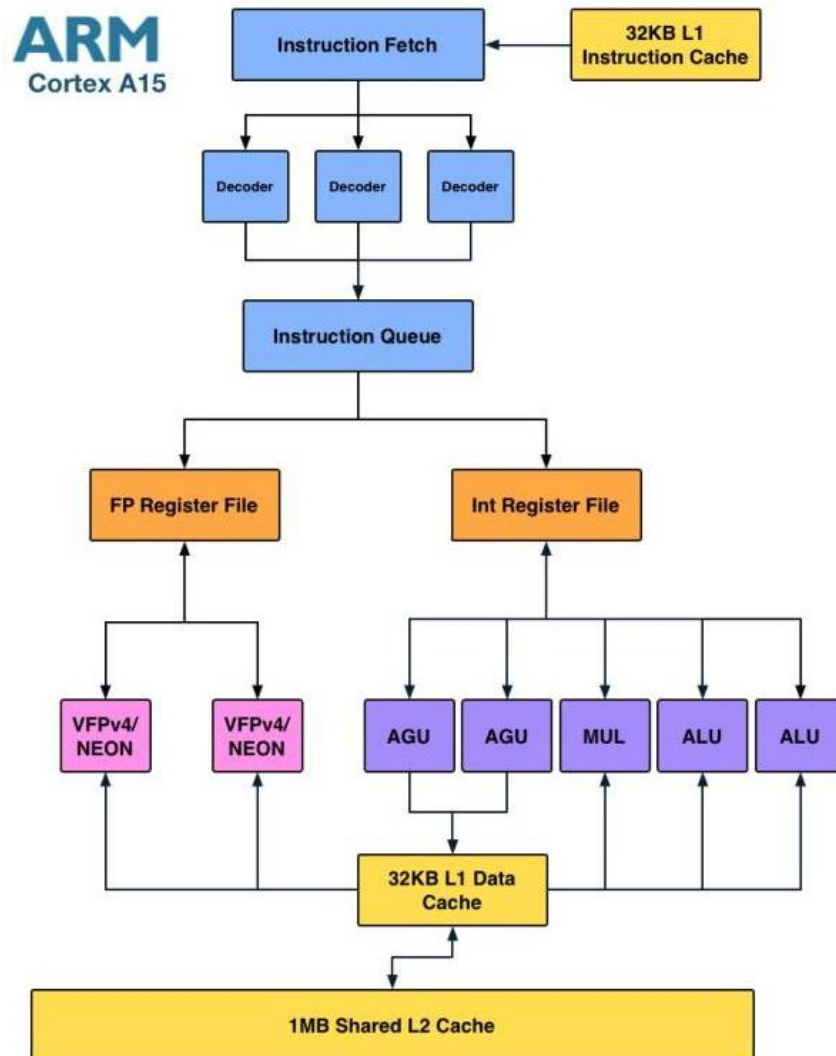 ARM
Cortex A15
Instruction Fetch
32KB L1
Instruction Cache
Decoder
Decoder
Decoder
Instruction Queue
FP Register File
Int Register File
VFPv4/
NEON
VFPv4/
NEON
AGU
AGU
MUL
ALU
ALU
32KB L1 Data
Cache
1MB Shared L2 Cache